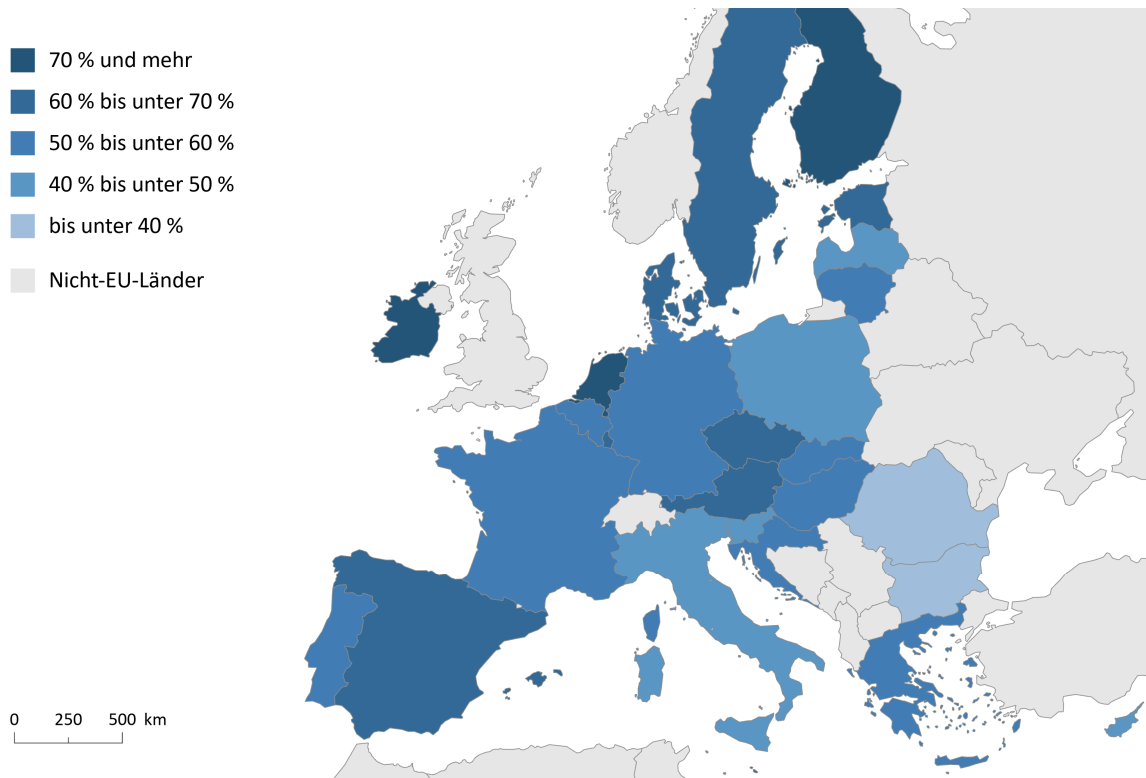 70 % und mehr
60 % bis unter 70 %
50 % bis unter 60 %
40 % bis unter 50 %
bis unter 40 %
Nicht-EU-Länder
0 250 500 km